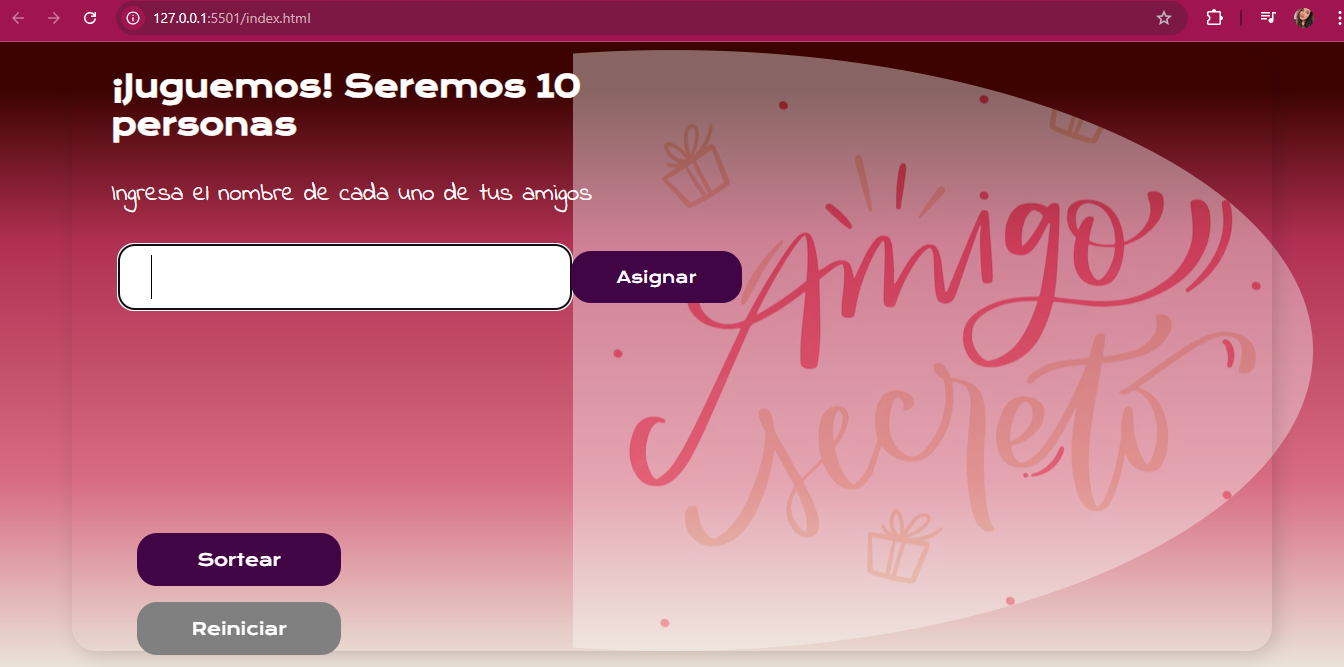 127.0.0.1:5501/index.html
¡Juguemos! Seremos 10
personas
Ingresa el nombre de cada uno de tus amigos
Asignar
Amigo
secreto
Sortear
Reiniciar